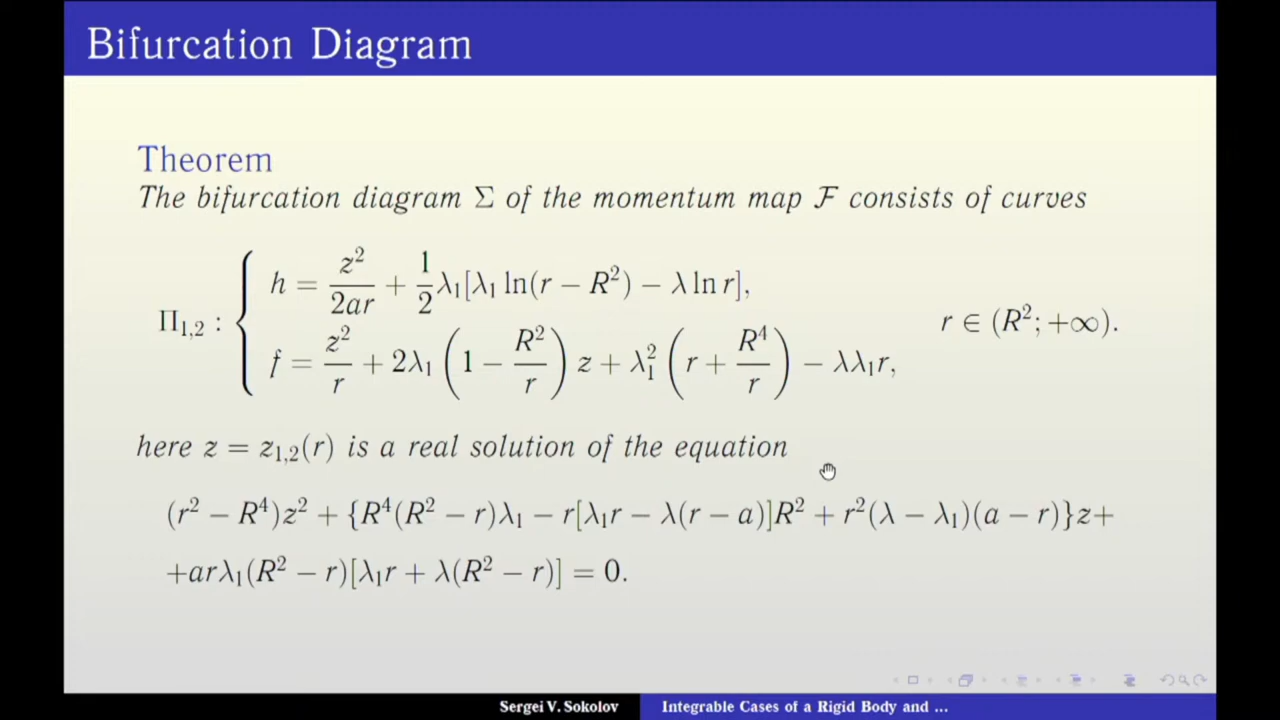 Bifurcation Diagram
Theorem
The bifurcation diagram Σ of the momentum map ℱ consists of curves
Π₁,₂ : { h = z²/(2ar) + (1/2)λ₁[λ₁ ln(r − R²) − λ ln r],
f = z²/r + 2λ₁(1 − R²/r)z + λ₁²(r + R⁴/r) − λλ₁r, r ∈ (R²; +∞).
here z = z₁,₂(r) is a real solution of the equation
(r² − R⁴)z² + {R⁴(R² − r)λ₁ − r[λ₁r − λ(r − a)]R² + r²(λ − λ₁)(a − r)}z+
+arλ₁(R² − r)[λ₁r + λ(R² − r)] = 0.
Sergei V. Sokolov Integrable Cases of a Rigid Body and ...